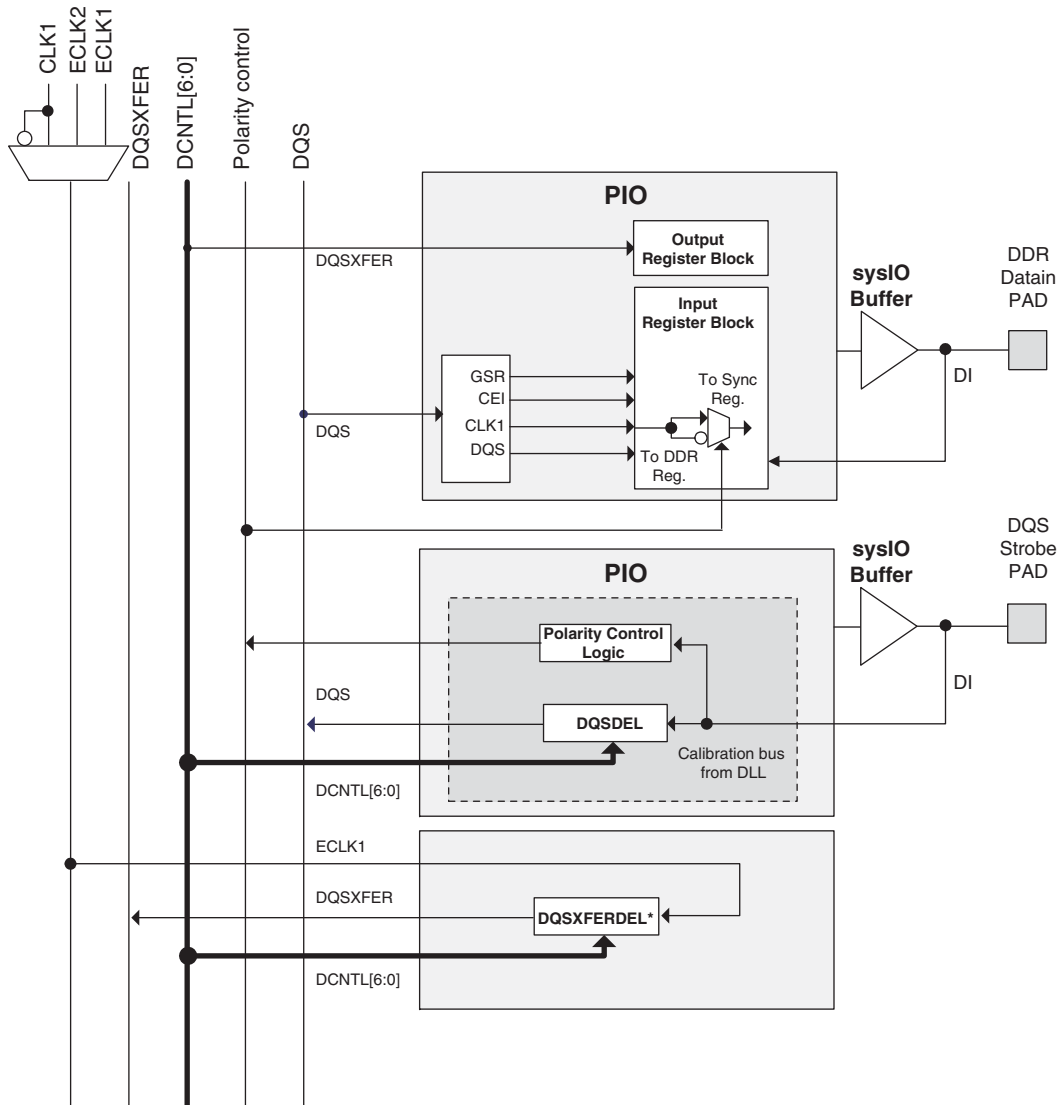 CLK1
ECLK2
ECLK1
DQSXFER
DCNTL[6:0]
Polarity control
DQS
PIO
DQSXFER
Output
Register Block
sysIO
Buffer
DDR
Datain
PAD
Input
Register Block
GSR
CEI
CLK1
DQS
To Sync
Reg.
To DDR
Reg.
DI
DQS
PIO
sysIO
Buffer
DQS
Strobe
PAD
Polarity Control
Logic
DI
DQS
DQSDEL
Calibration bus
from DLL
DCNTL[6:0]
ECLK1
DQSXFER
DQSXFERDEL*
DCNTL[6:0]